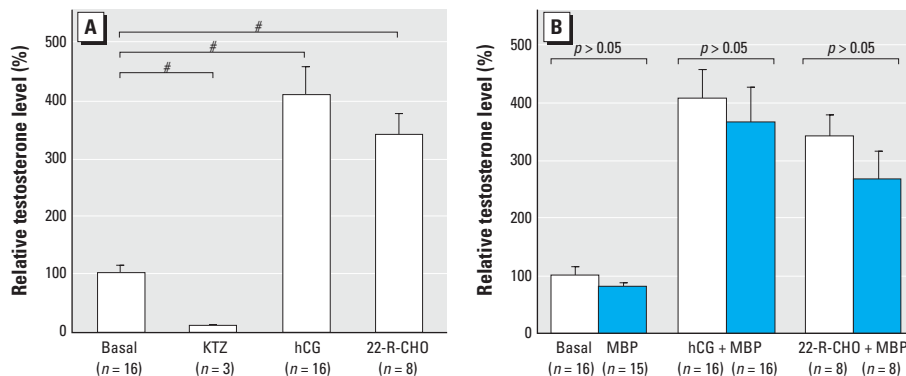 A
B
#
#
#
Relative testosterone level (%)
500
400
300
200
100
0
Basal
KTZ
hCG
22-R-CHO
(n = 16)
(n = 3)
(n = 16)
(n = 8)
p > 0.05
p > 0.05
p > 0.05
Relative testosterone level (%)
500
400
300
200
100
0
Basal MBP
hCG + MBP
22-R-CHO + MBP
(n = 16) (n = 15)
(n = 16) (n = 16)
(n = 8) (n = 8)